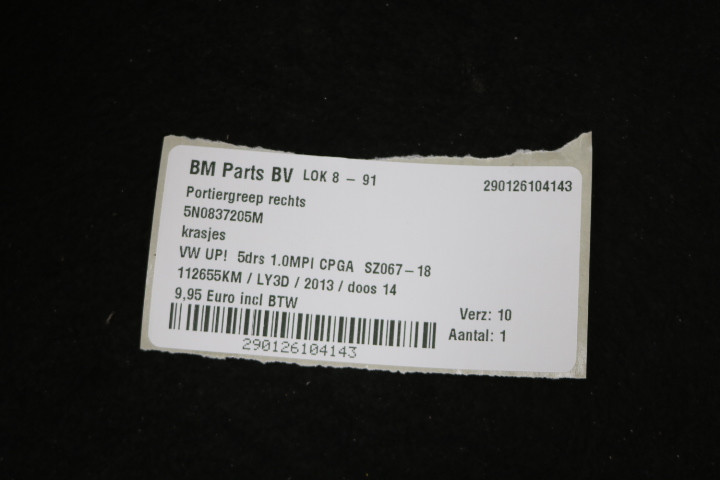 BM Parts BV LOK 8 - 91 290126104143
Portiergreep rechts
5N0837205M
krasjes
VW UP! 5drs 1.0MPI CPGA SZ067-18
112655KM / LY3D / 2013 / doos 14
9,95 Euro incl BTW Verz: 10
Aantal: 1
290126104143